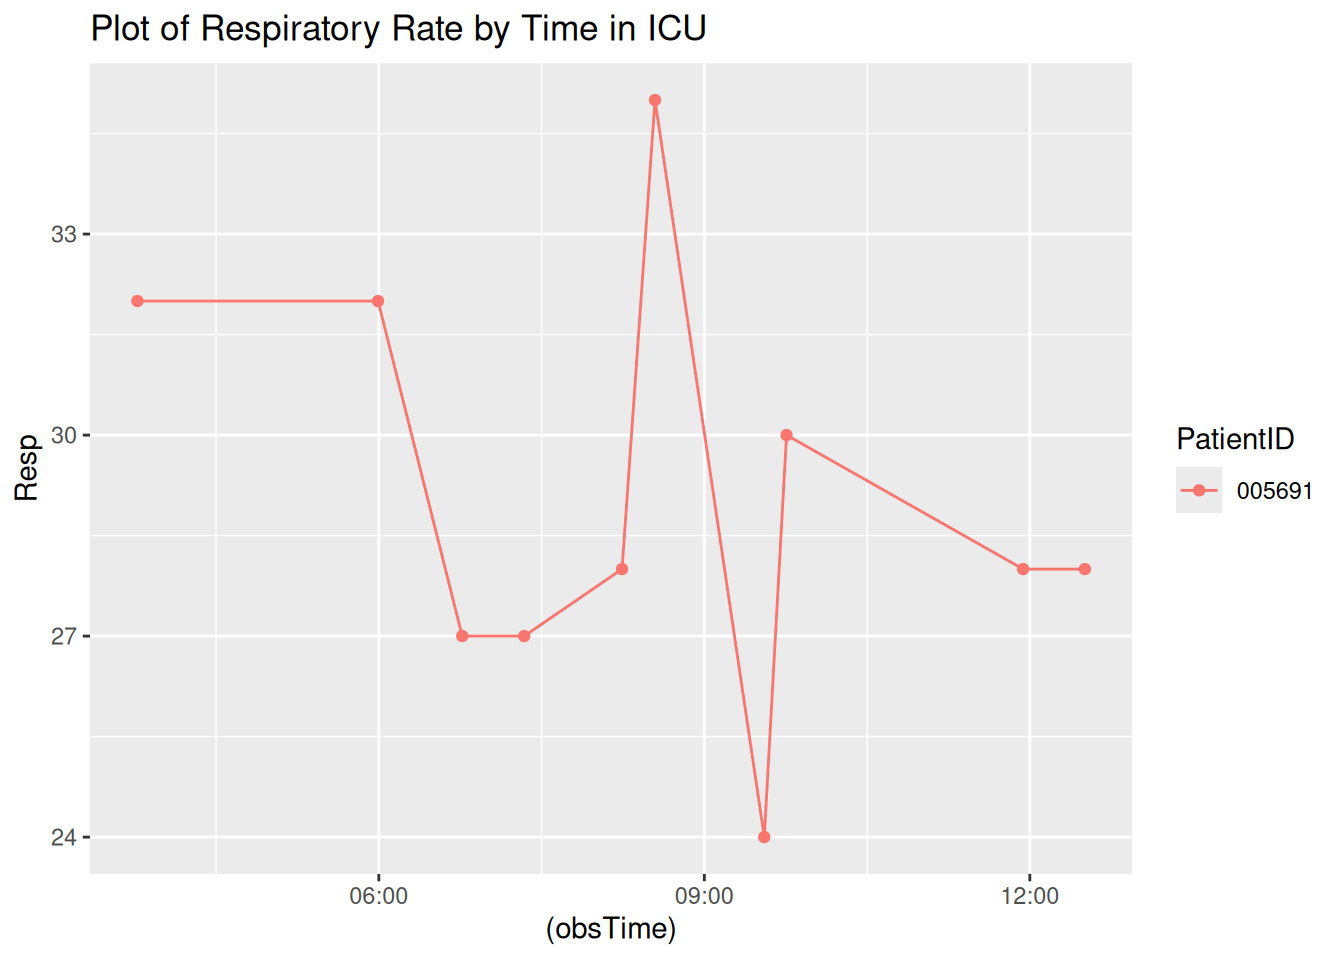 Plot of Respiratory Rate by Time in ICU
Resp
33
30
27
24
06:00 09:00 12:00
(obsTime)
PatientID
005691